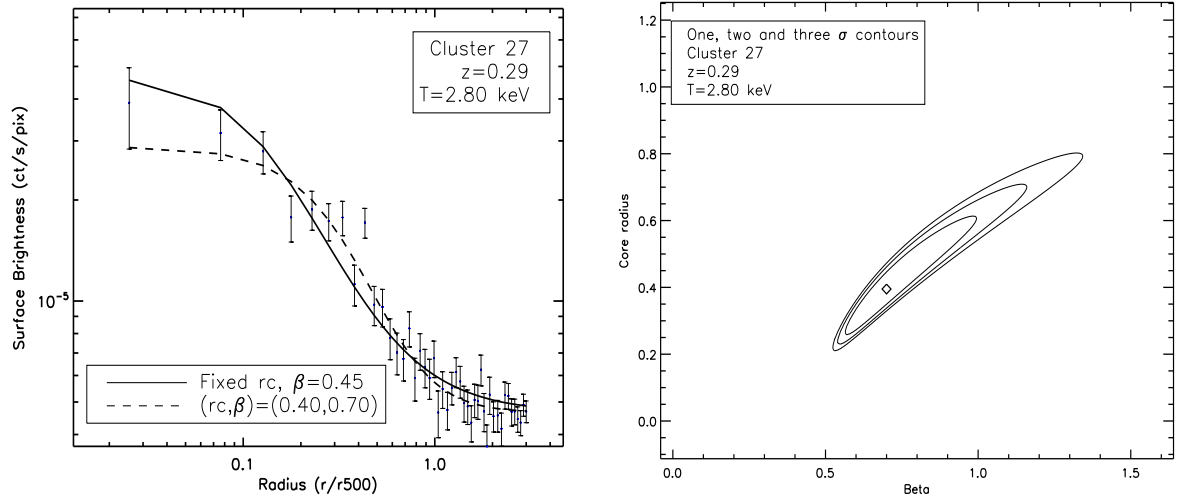 Cluster 27
z=0.29
T=2.80 keV
Surface Brightness (ct/s/pix)
10⁻⁵
Fixed rc, β=0.45
(rc,β)=(0.40,0.70)
0.1
1.0
Radius (r/r500)
One, two and three σ contours
Cluster 27
z=0.29
T=2.80 keV
Core radius
1.2
1.0
0.8
0.6
0.4
0.2
0.0
0.0
0.5
1.0
1.5
Beta